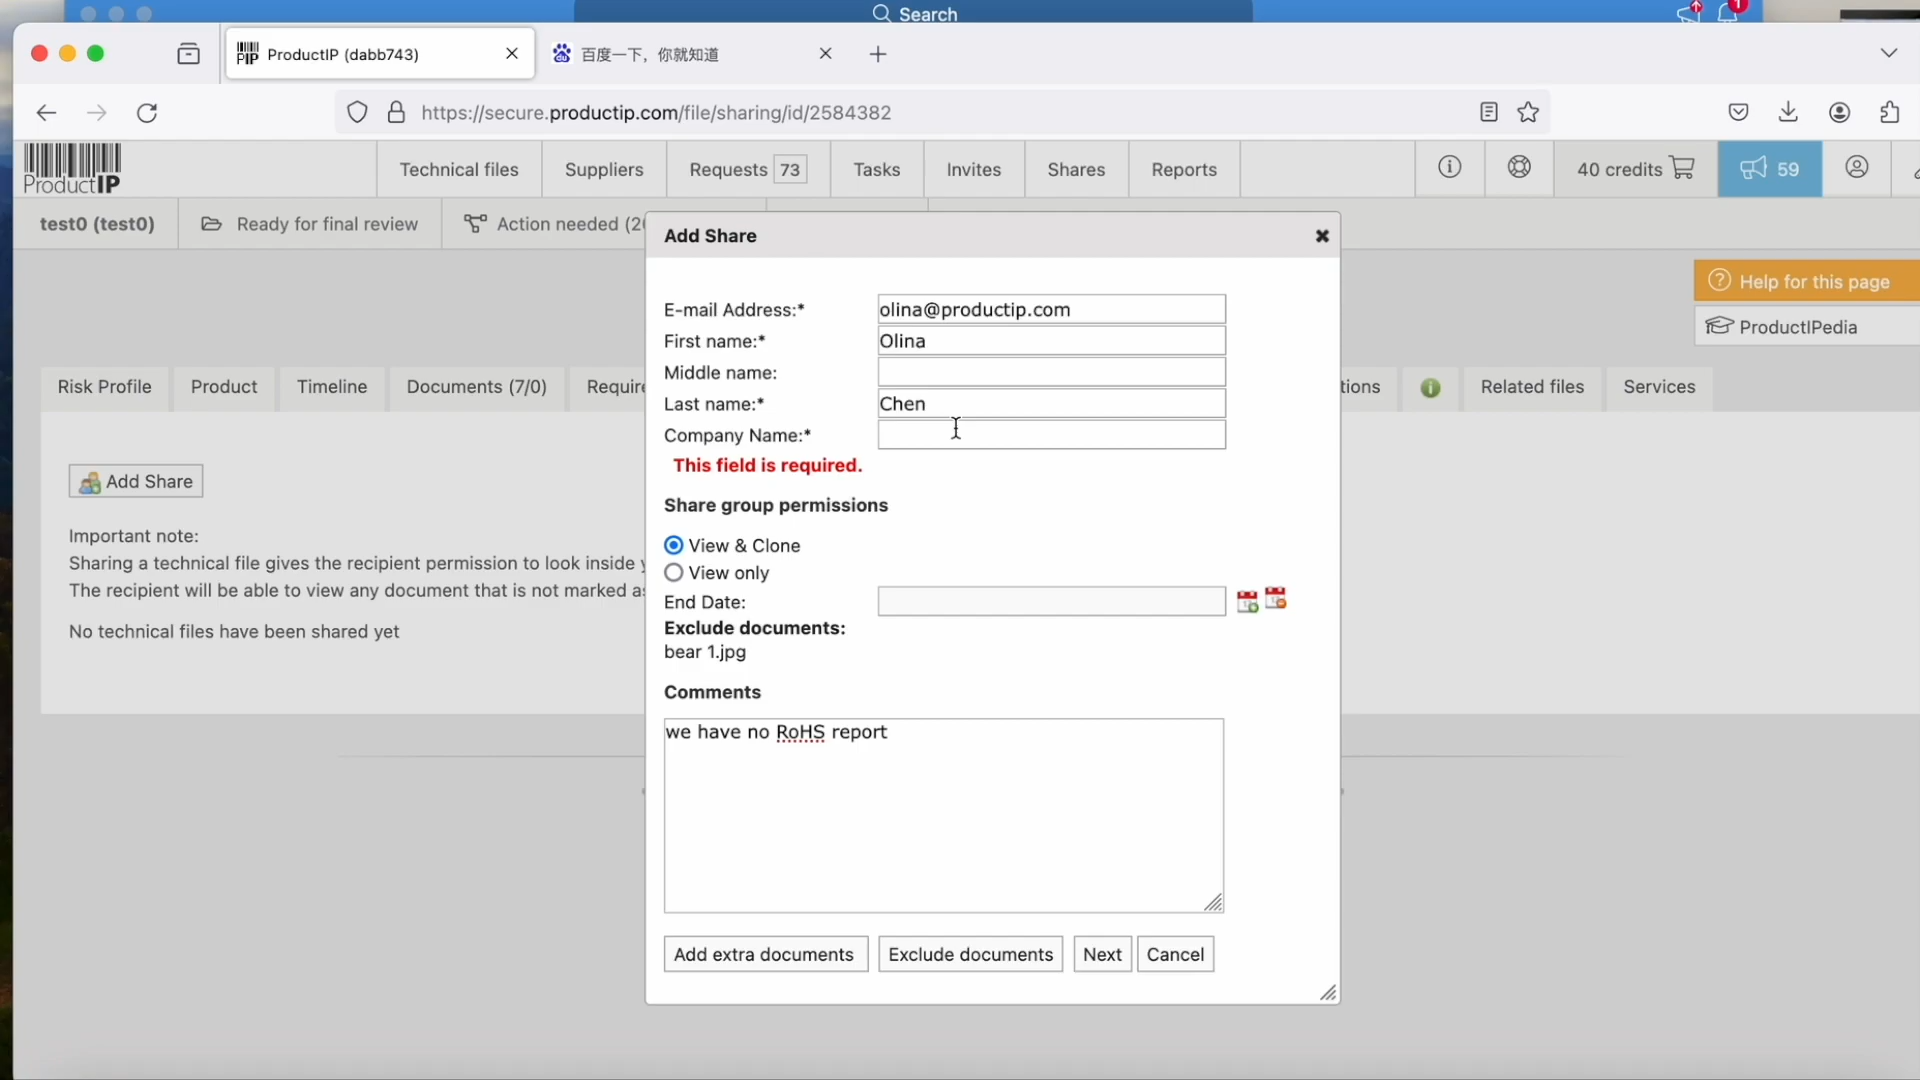 Search
1
ProductIP (dabb743)
百度一下，你就知道
https://secure.productip.com/file/sharing/id/2584382
ProductIP
Technical files
Suppliers
Requests 73
Tasks
Invites
Shares
Reports
40 credits
59
test0 (test0)
Ready for final review
Action needed (2
Add Share
Help for this page
ProductIPedia
E-mail Address:* olina@productip.com
First name:* Olina
Middle name:
Last name:* Chen
Company Name:*
This field is required.
Risk Profile
Product
Timeline
Documents (7/0)
Require
tions
Related files
Services
Add Share
Important note:
Sharing a technical file gives the recipient permission to look inside
The recipient will be able to view any document that is not marked a
No technical files have been shared yet
Share group permissions
View & Clone
View only
End Date:
Exclude documents:
bear 1.jpg
Comments
we have no RoHS report
Add extra documents
Exclude documents
Next
Cancel